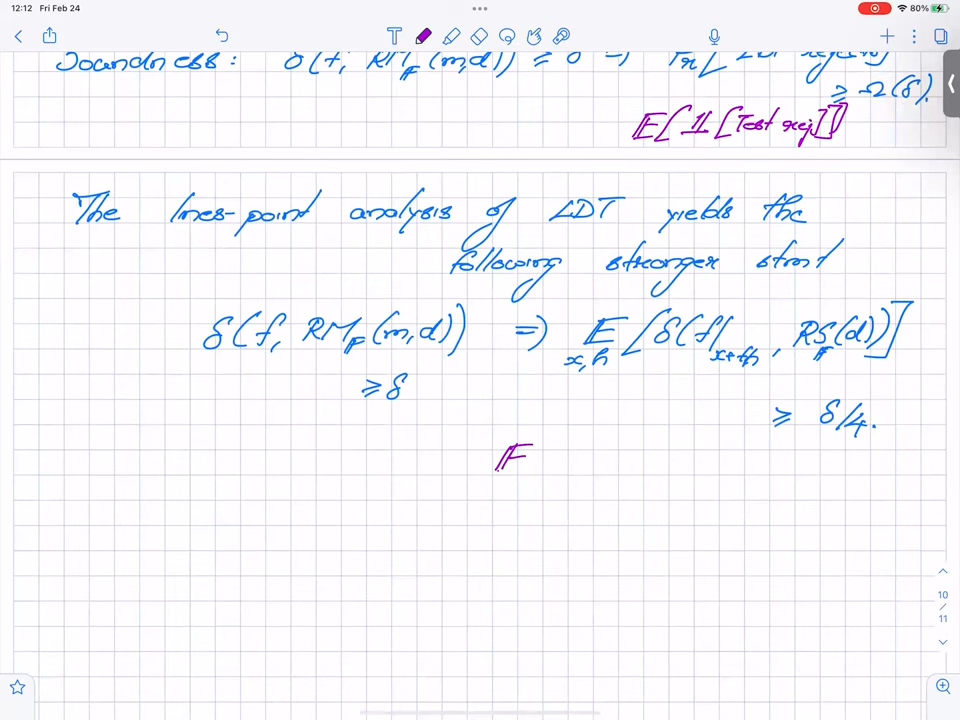 12:12 Fri Feb 24
80%
Soundness: δ(f, RM_F(m,d)) ≥ δ ⇒ Pr[LDT
≥ Ω(δ).
E[1[Test rej]]
The lines-point analysis of LDT yields the
following stronger stmt
δ(f, RM_F(m,d)) ⇒ E_{x,h}[δ(f|_{x+th}, RS_F(d))]
≥ δ
≥ δ/4.
F
10
/
11